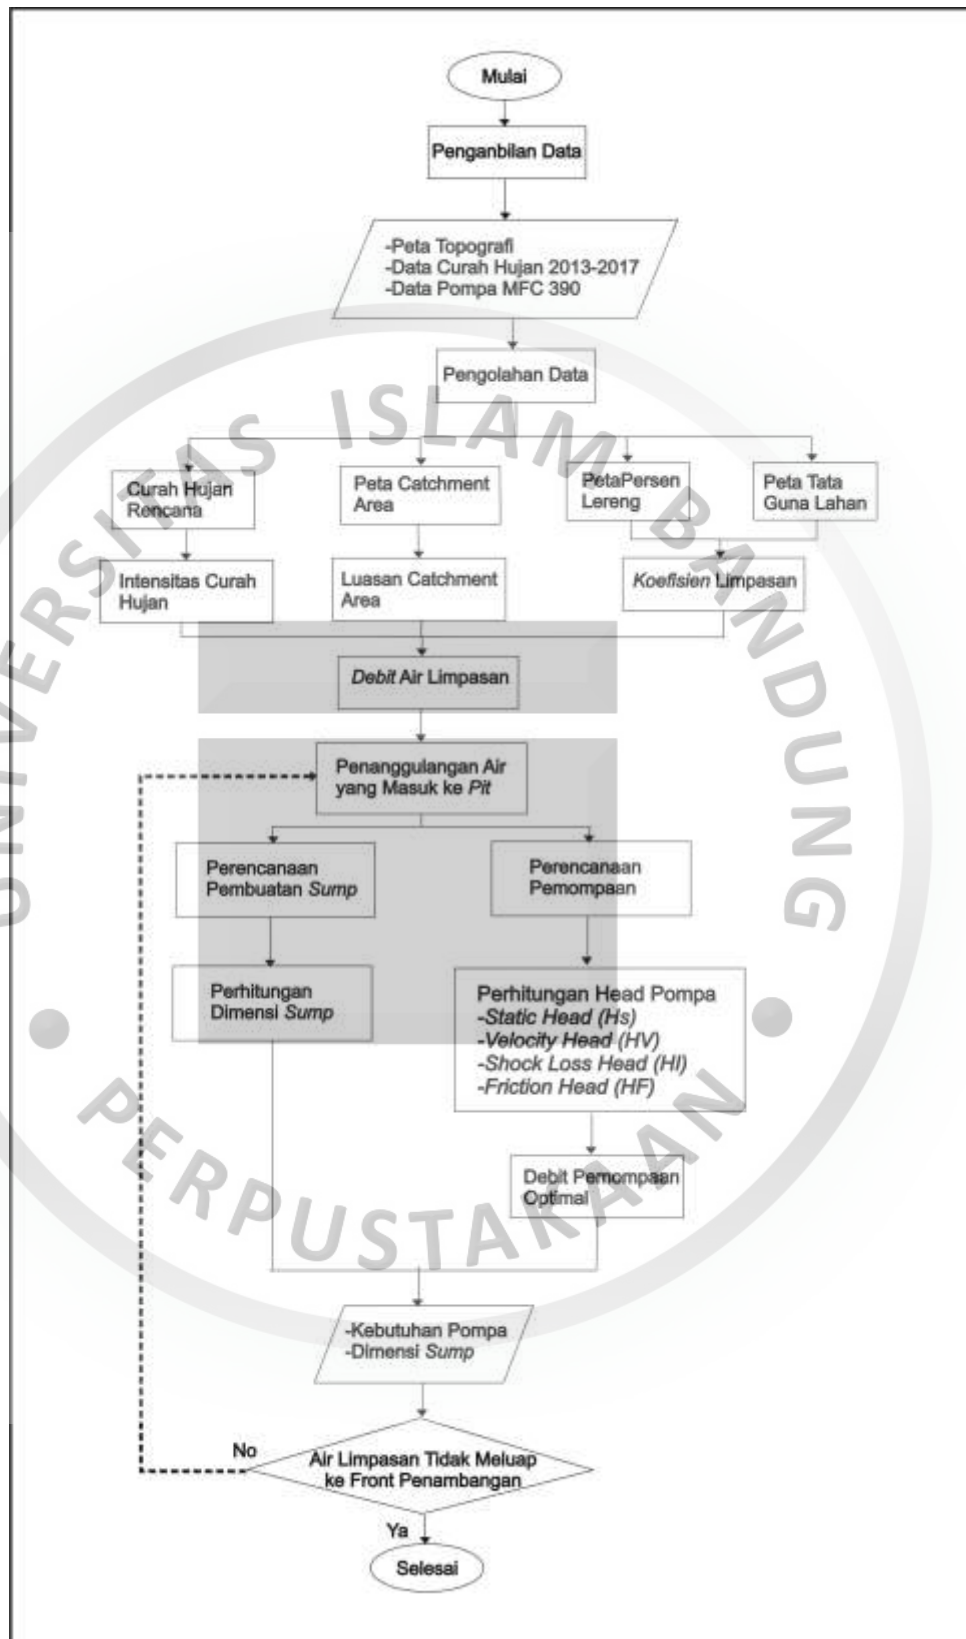 Mulai
Penganbilan Data
-Peta Topografi
-Data Curah Hujan 2013-2017
-Data Pompa MFC 390
Pengolahan Data
Curah Hujan
Rencana
Peta Catchment
Area
PetaPersen
Lereng
Peta Tata
Guna Lahan
Intensitas Curah
Hujan
Luasan Catchment
Area
Koefisien Limpasan
Debit Air Limpasan
Penanggulangan Air
yang Masuk ke Pit
Perencanaan
Pembuatan Sump
Perencanaan
Pemompaan
Perhitungan
Dimensi Sump
Perhitungan Head Pompa
-Static Head (Hs)
-Velocity Head (HV)
-Shock Loss Head (Hl)
-Friction Head (HF)
Debit Pemompaan
Optimal
-Kebutuhan Pompa
-Dimensi Sump
Air Limpasan Tidak Meluap
ke Front Penambangan
No
Ya
Selesai
UNIVERSITAS ISLAM BANDUNG
PERPUSTAKAAN